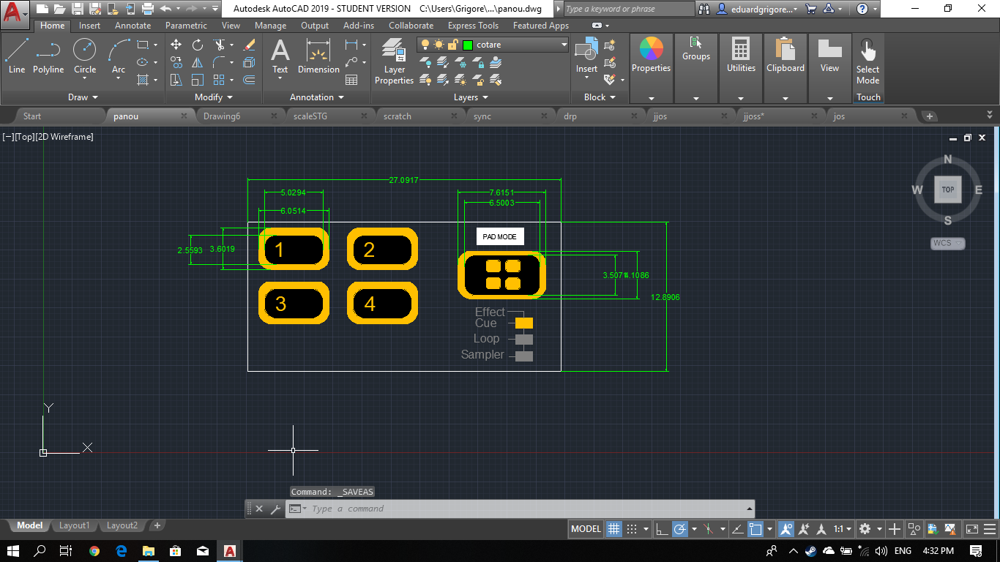 A
Autodesk AutoCAD 2019 - STUDENT VERSION C:\Users\Grigore\...\panou.dwg
Type a keyword or phrase
eduardgrigore...
Home Insert Annotate Parametric View Manage Output Add-ins Collaborate Express Tools Featured Apps
Line Polyline Circle Arc
Text Dimension
Layer Properties
cotare
Insert
Properties Groups Utilities Clipboard View
Select Mode
Draw Modify Annotation Layers Block Touch
Start panou Drawing6 scaleSTG scratch sync drp jjos jjoss* jos
[−][Top][2D Wireframe]
N
W TOP E
S
WCS
27.0917
5.0294 7.6151
6.5003
6.0514
PAD MODE
2.5593 3.6019 1 2
3.5071 4.1086
12.8906
3 4
Effect
Cue
Loop
Sampler
Y
X
Command: _SAVEAS
Type a command
Model Layout1 Layout2
MODEL 1:1
ENG 4:32 PM